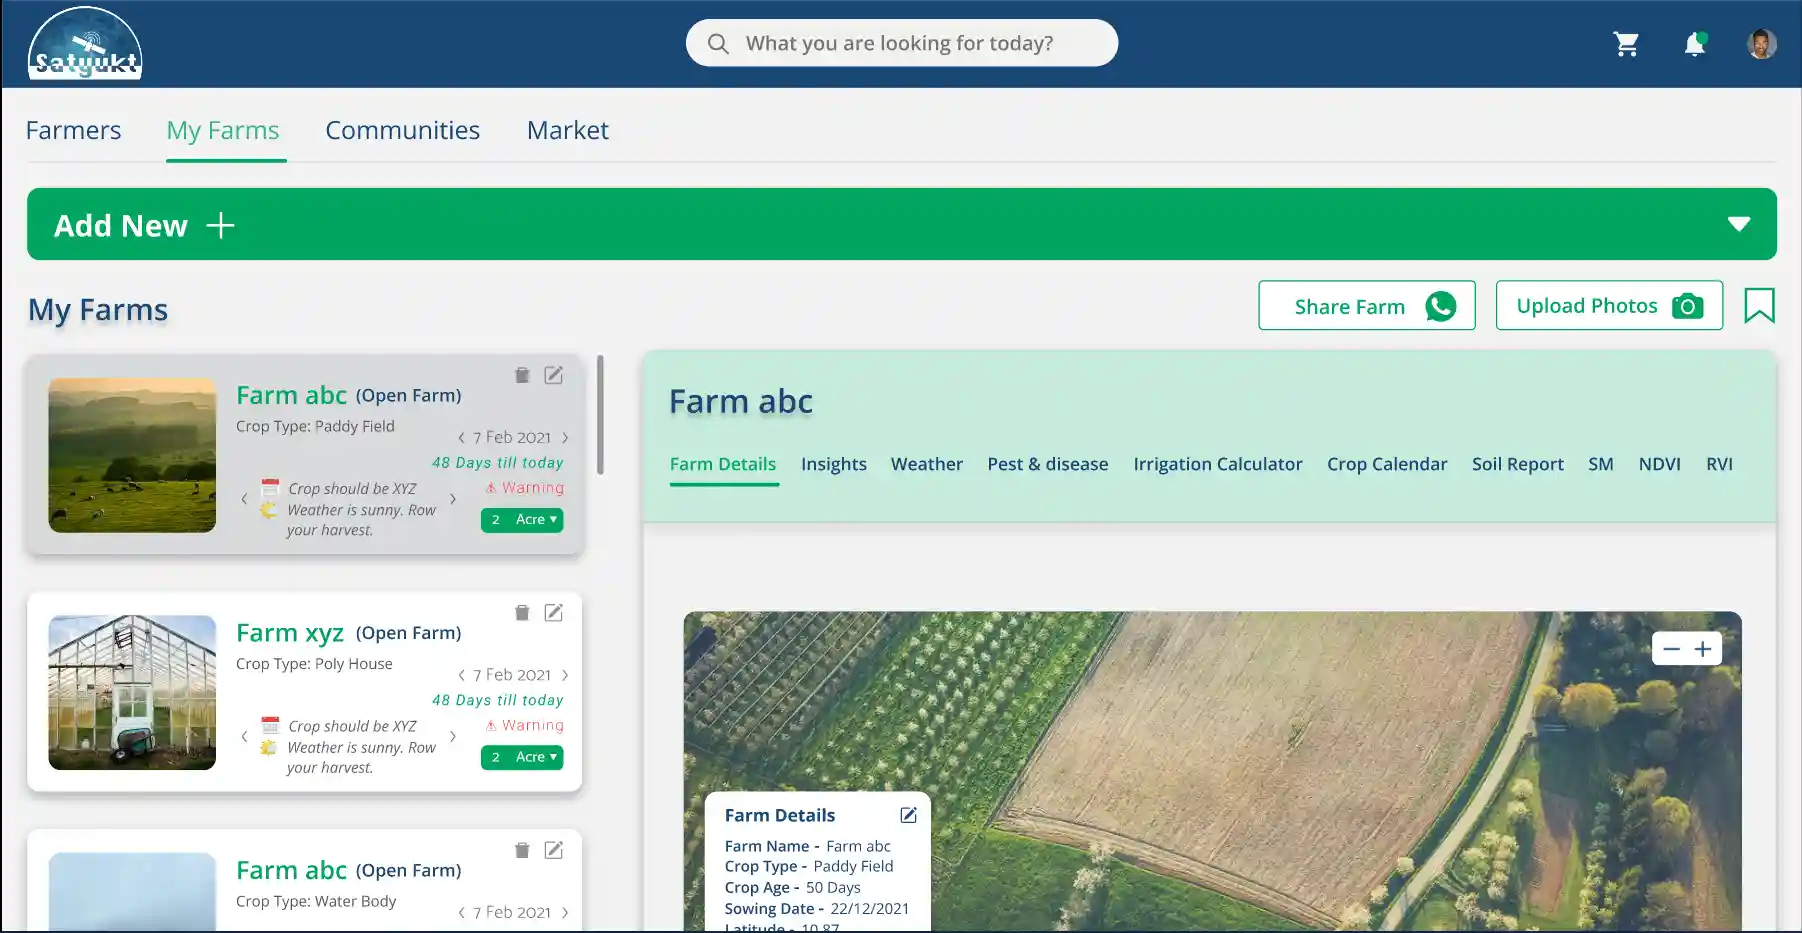 Satyukt
What you are looking for today?
Farmers
My Farms
Communities
Market
Add New
My Farms
Share Farm
Upload Photos
Farm abc (Open Farm)
Crop Type: Paddy Field
7 Feb 2021
48 Days till today
Crop should be XYZ
Weather is sunny. Row
your harvest.
Warning
2 Acre
Farm xyz (Open Farm)
Crop Type: Poly House
7 Feb 2021
48 Days till today
Crop should be XYZ
Weather is sunny. Row
your harvest.
Warning
2 Acre
Farm abc (Open Farm)
Crop Type: Water Body
7 Feb 2021
Farm abc
Farm Details
Insights
Weather
Pest & disease
Irrigation Calculator
Crop Calendar
Soil Report
SM
NDVI
RVI
Farm Details
Farm Name - Farm abc
Crop Type - Paddy Field
Crop Age - 50 Days
Sowing Date - 22/12/2021
Latitude - 10.87